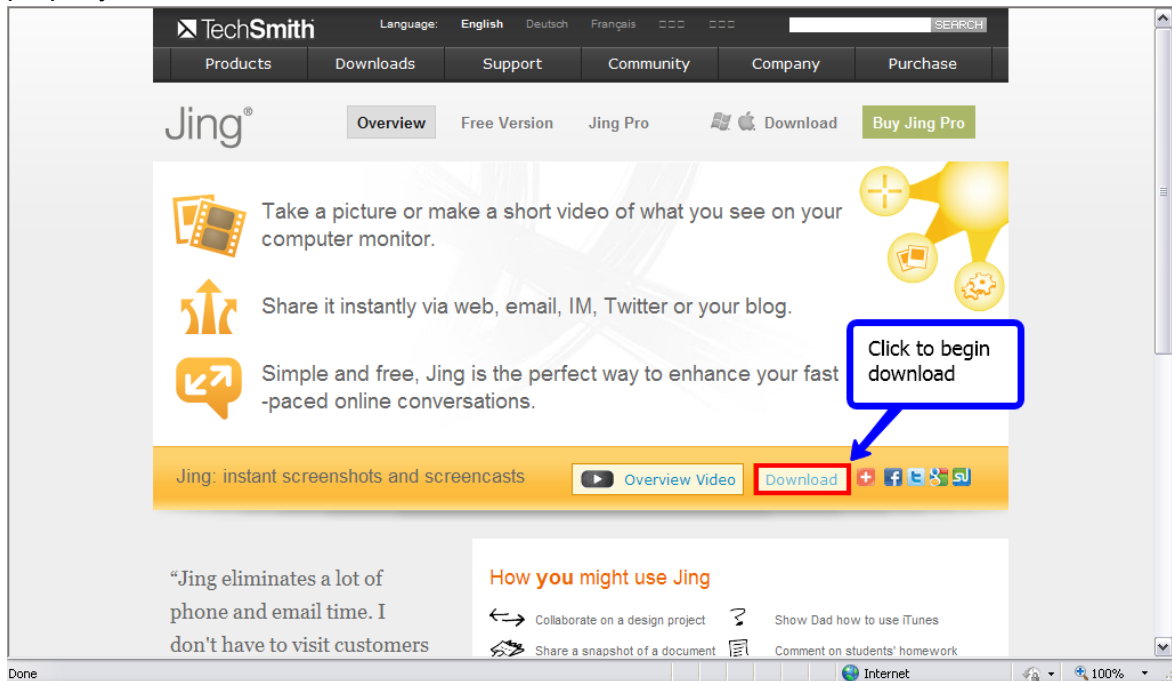 TechSmith
Language: English Deutsch Français □□□ □□□ SEARCH
Products Downloads Support Community Company Purchase
Jing® Overview Free Version Jing Pro Download Buy Jing Pro
Take a picture or make a short video of what you see on your
computer monitor.
Share it instantly via web, email, IM, Twitter or your blog.
Simple and free, Jing is the perfect way to enhance your fast
-paced online conversations.
Click to begin
download
Jing: instant screenshots and screencasts Overview Video Download
“Jing eliminates a lot of
phone and email time. I
don't have to visit customers
How you might use Jing
Collaborate on a design project Show Dad how to use iTunes
Share a snapshot of a document Comment on students' homework
Done Internet 100%